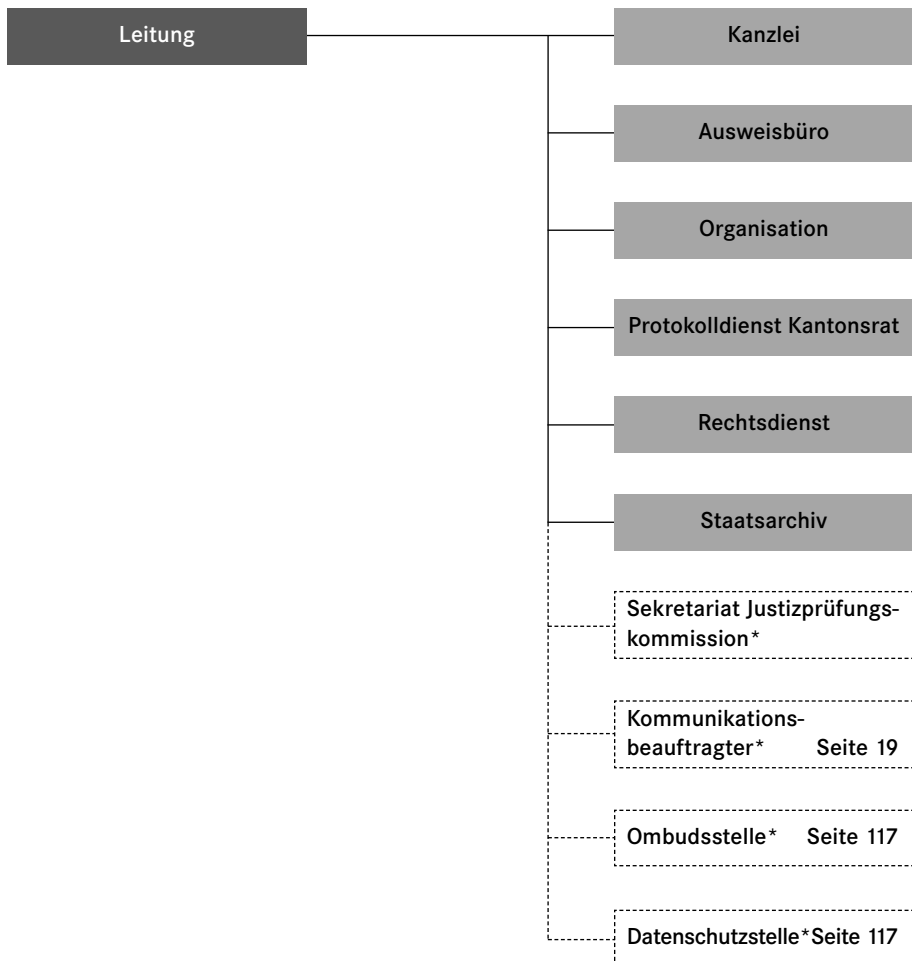 Leitung
Kanzlei
Ausweisbüro
Organisation
Protokolldienst Kantonsrat
Rechtsdienst
Staatsarchiv
Sekretariat Justizprüfungs-
kommission*
Kommunikations-
beauftragter* Seite 19
Ombudsstelle* Seite 117
Datenschutzstelle* Seite 117